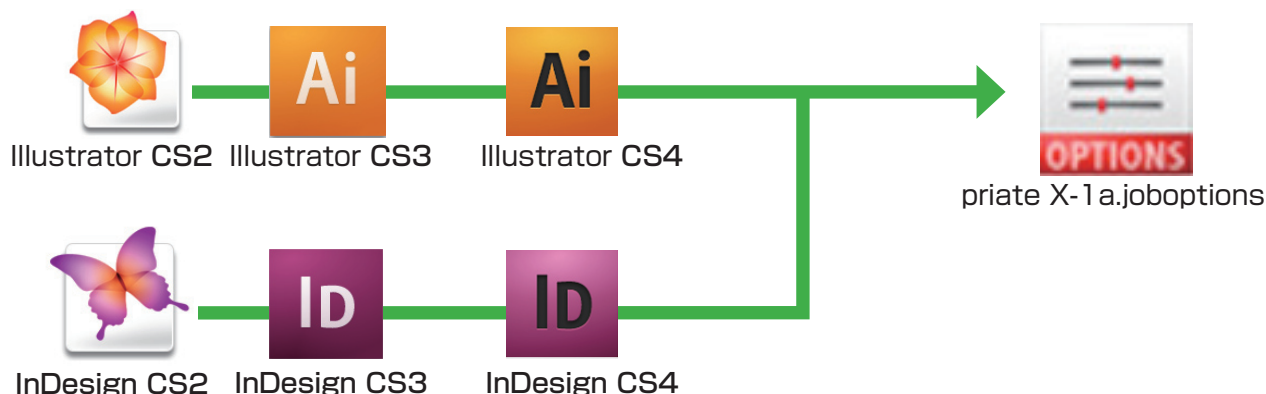 Ai
Ai
Illustrator CS2 Illustrator CS3 Illustrator CS4
OPTIONS
priate X-1a.joboptions
ID
ID
InDesign CS2 InDesign CS3 InDesign CS4